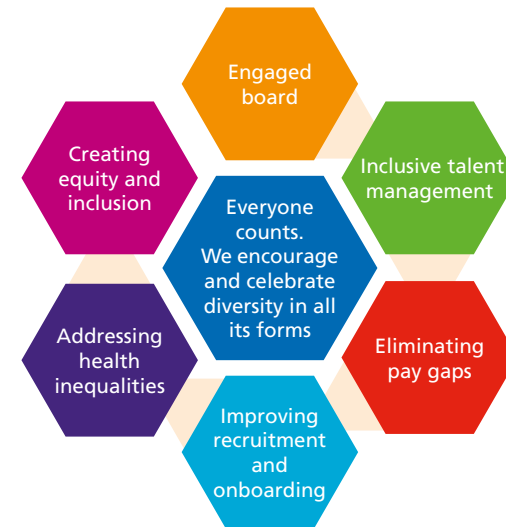 Engaged
board
Inclusive talent
management
Eliminating
pay gaps
Improving
recruitment
and
onboarding
Addressing
health
inequalities
Creating
equity and
inclusion
Everyone
counts.
We encourage
and celebrate
diversity in all
its forms